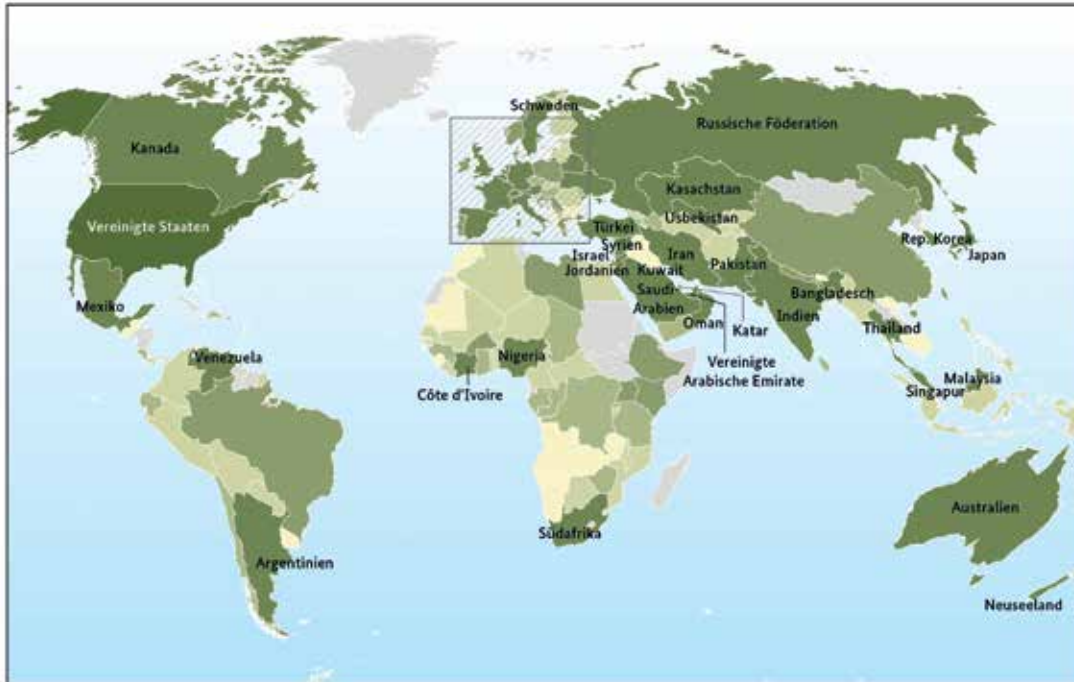 Schweden
Russische Föderation
Kanada
Kasachstan
Vereinigte Staaten
Usbekistan
Türkei
Syrien
Rep. Korea
Israel
Iran
Japan
Jordanien
Pakistan
Kuwait
Saudi-
Arabien
Bangladesch
Indien
Mexiko
Oman
Katar
Thailand
Venezuela
Nigeria
Vereinigte
Arabische Emirate
Malaysia
Côte d'Ivoire
Singapur
Australien
Südafrika
Argentinien
Neuseeland